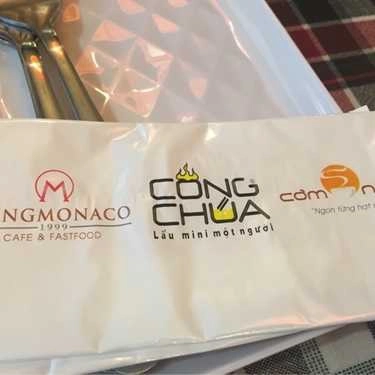 M
NGMONACO
1999
CAFE & FASTFOOD
CÔNG
CHÚA
Lẩu mini một người
cơm
"Ngon từng hạt